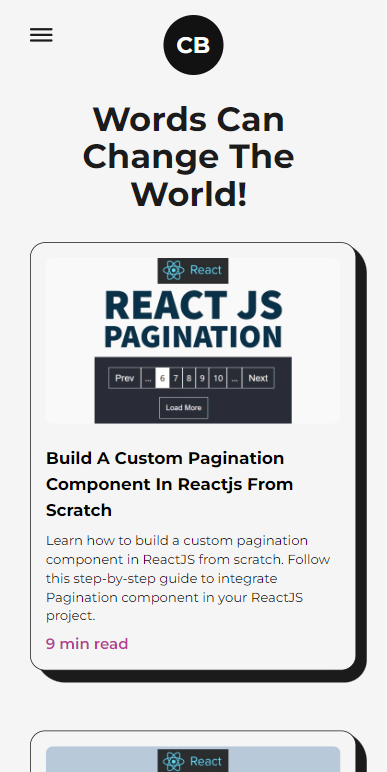 CB
Words Can
Change The
World!
React
REACT JS
PAGINATION
Prev ... 6 7 8 9 10 ... Next
Load More
Build A Custom Pagination
Component In Reactjs From
Scratch
Learn how to build a custom pagination
component in ReactJS from scratch. Follow
this step-by-step guide to integrate
Pagination component in your ReactJS
project.
9 min read
React